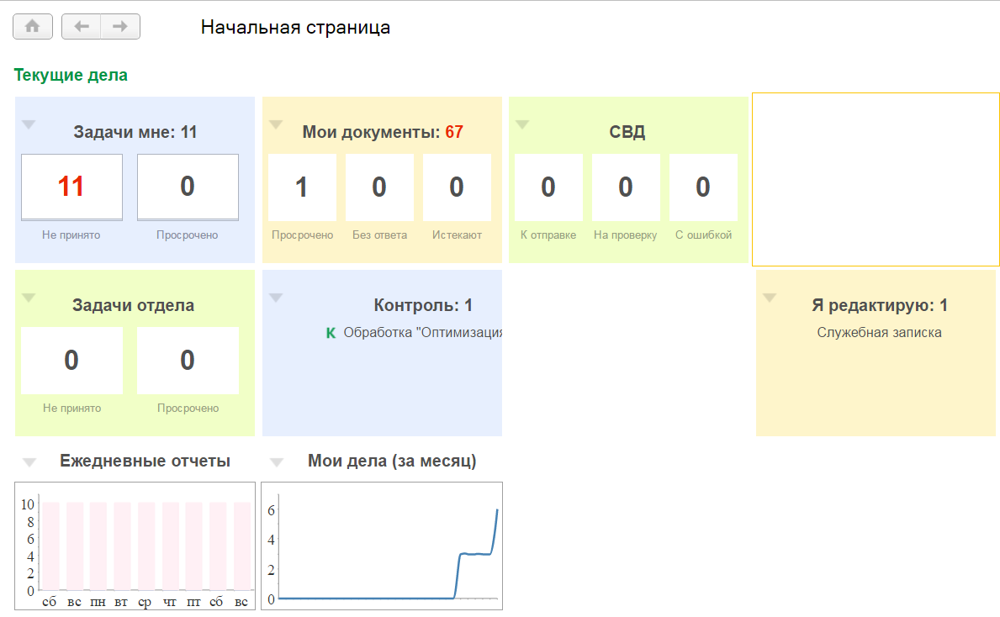 Начальная страница
Текущие дела
Задачи мне: 11
11
0
Не принято
Просрочено
Мои документы: 67
1
0
0
Просрочено
Без ответа
Истекают
СВД
0
0
0
К отправке
На проверку
С ошибкой
Задачи отдела
0
0
Не принято
Просрочено
Контроль: 1
К Обработка "Оптимизация
Я редактирую: 1
Служебная записка
Ежедневные отчеты
10
8
6
4
2
0
сб вс пн вт ср чт пт сб вс
Мои дела (за месяц)
6
4
2
0